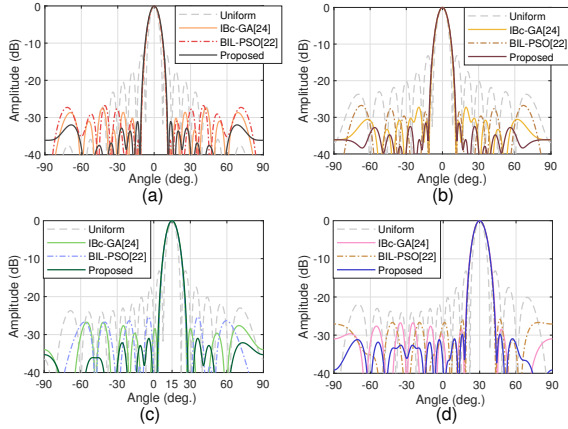 Amplitude (dB)
0
-10
-20
-30
-40
-90 -60 -30 0 30 60 90
Angle (deg.)
Uniform
IBc-GA[24]
BIL-PSO[22]
Proposed
(a)
Amplitude (dB)
0
-10
-20
-30
-40
-90 -60 -30 0 30 60 90
Angle (deg.)
Uniform
IBc-GA[24]
BIL-PSO[22]
Proposed
(b)
Amplitude (dB)
0
-10
-20
-30
-40
-90 -60 -30 0 15 30 60 90
Angle (deg.)
Uniform
IBc-GA[24]
BIL-PSO[22]
Proposed
(c)
Amplitude (dB)
0
-10
-20
-30
-40
-90 -60 -30 0 30 60 90
Angle (deg.)
Uniform
IBc-GA[24]
BIL-PSO[22]
Proposed
(d)